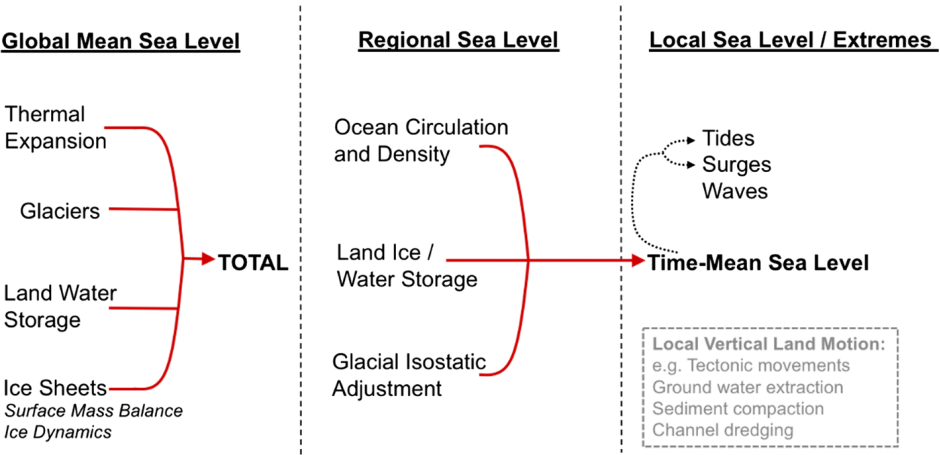 Global Mean Sea Level
Thermal
Expansion
Glaciers
TOTAL
Land Water
Storage
Ice Sheets
Surface Mass Balance
Ice Dynamics
Regional Sea Level
Ocean Circulation
and Density
Land Ice /
Water Storage
Glacial Isostatic
Adjustment
Local Sea Level / Extremes
Tides
Surges
Waves
Time-Mean Sea Level
Local Vertical Land Motion:
e.g. Tectonic movements
Ground water extraction
Sediment compaction
Channel dredging